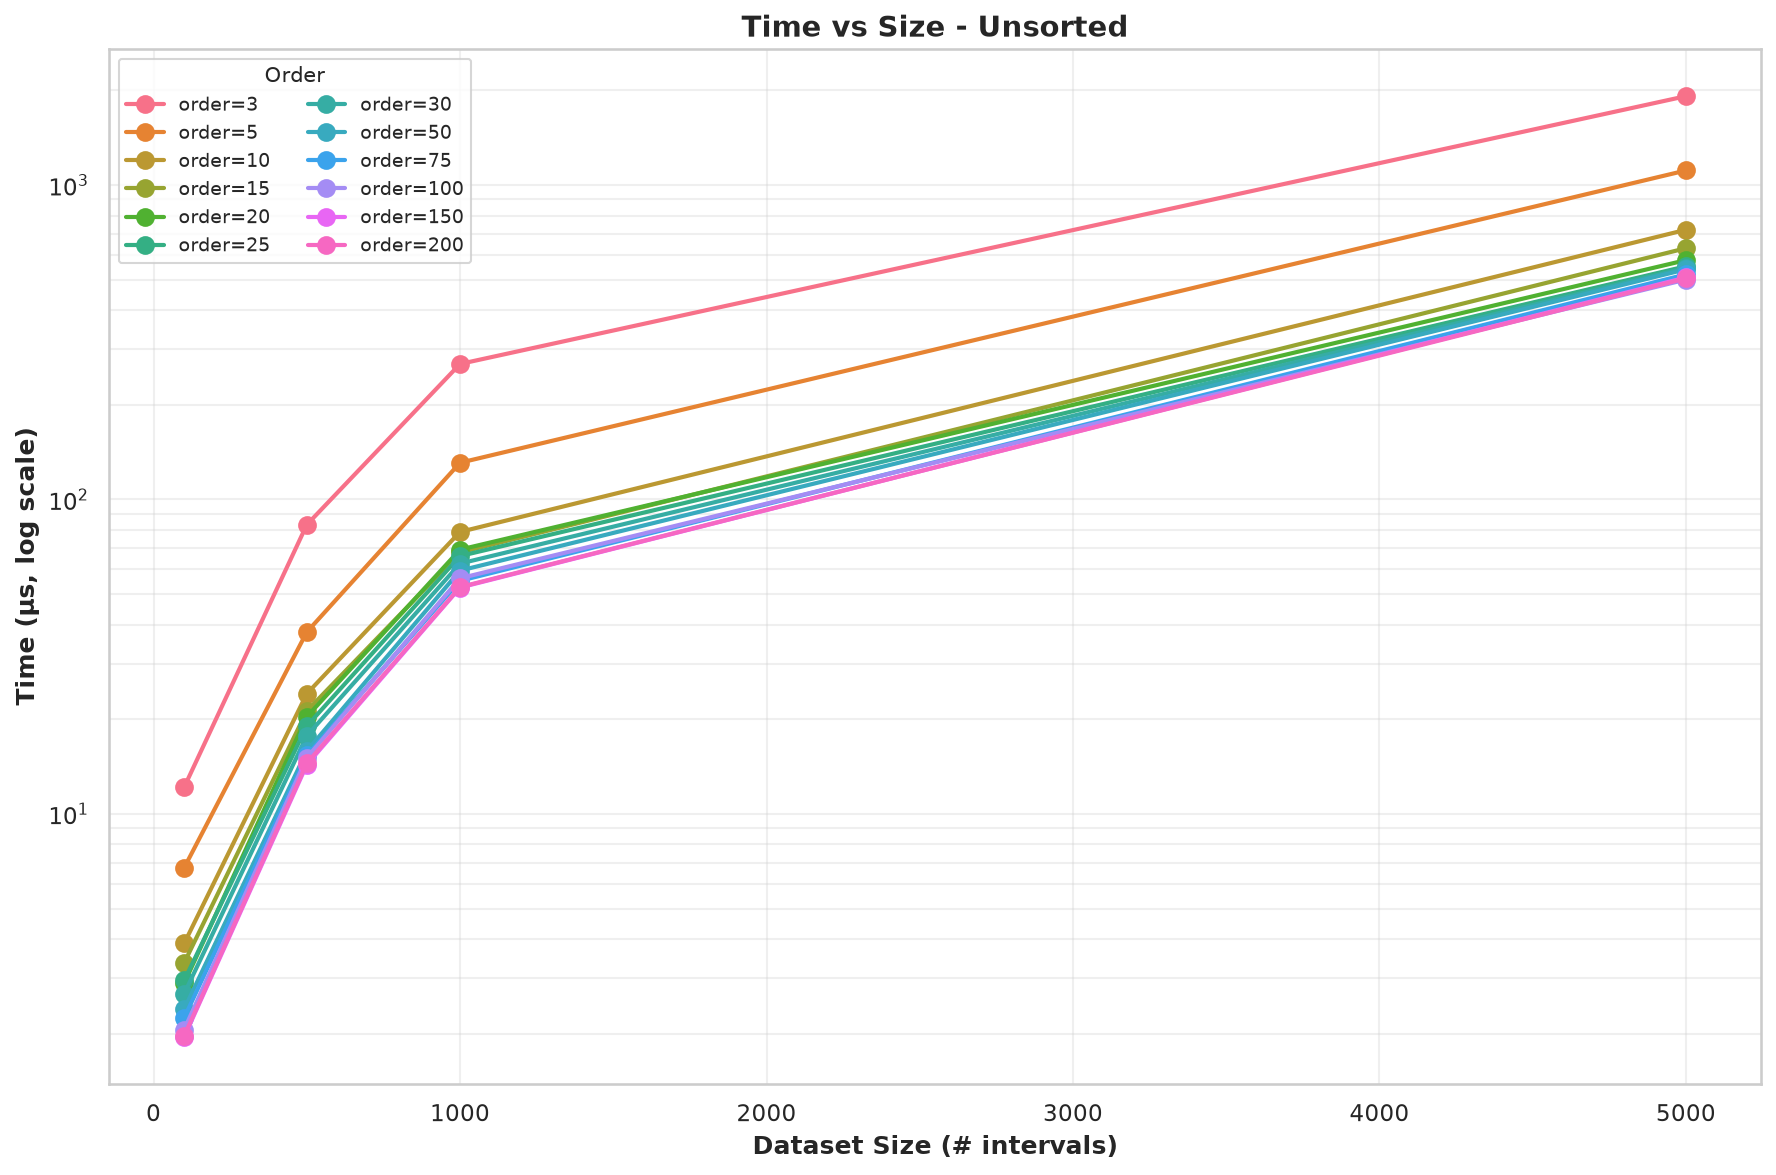 Time vs Size - Unsorted
Order
order=3
order=5
order=10
order=15
order=20
order=25
order=30
order=50
order=75
order=100
order=150
order=200
Time (µs, log scale)
10³
10²
10¹
0 1000 2000 3000 4000 5000
Dataset Size (# intervals)